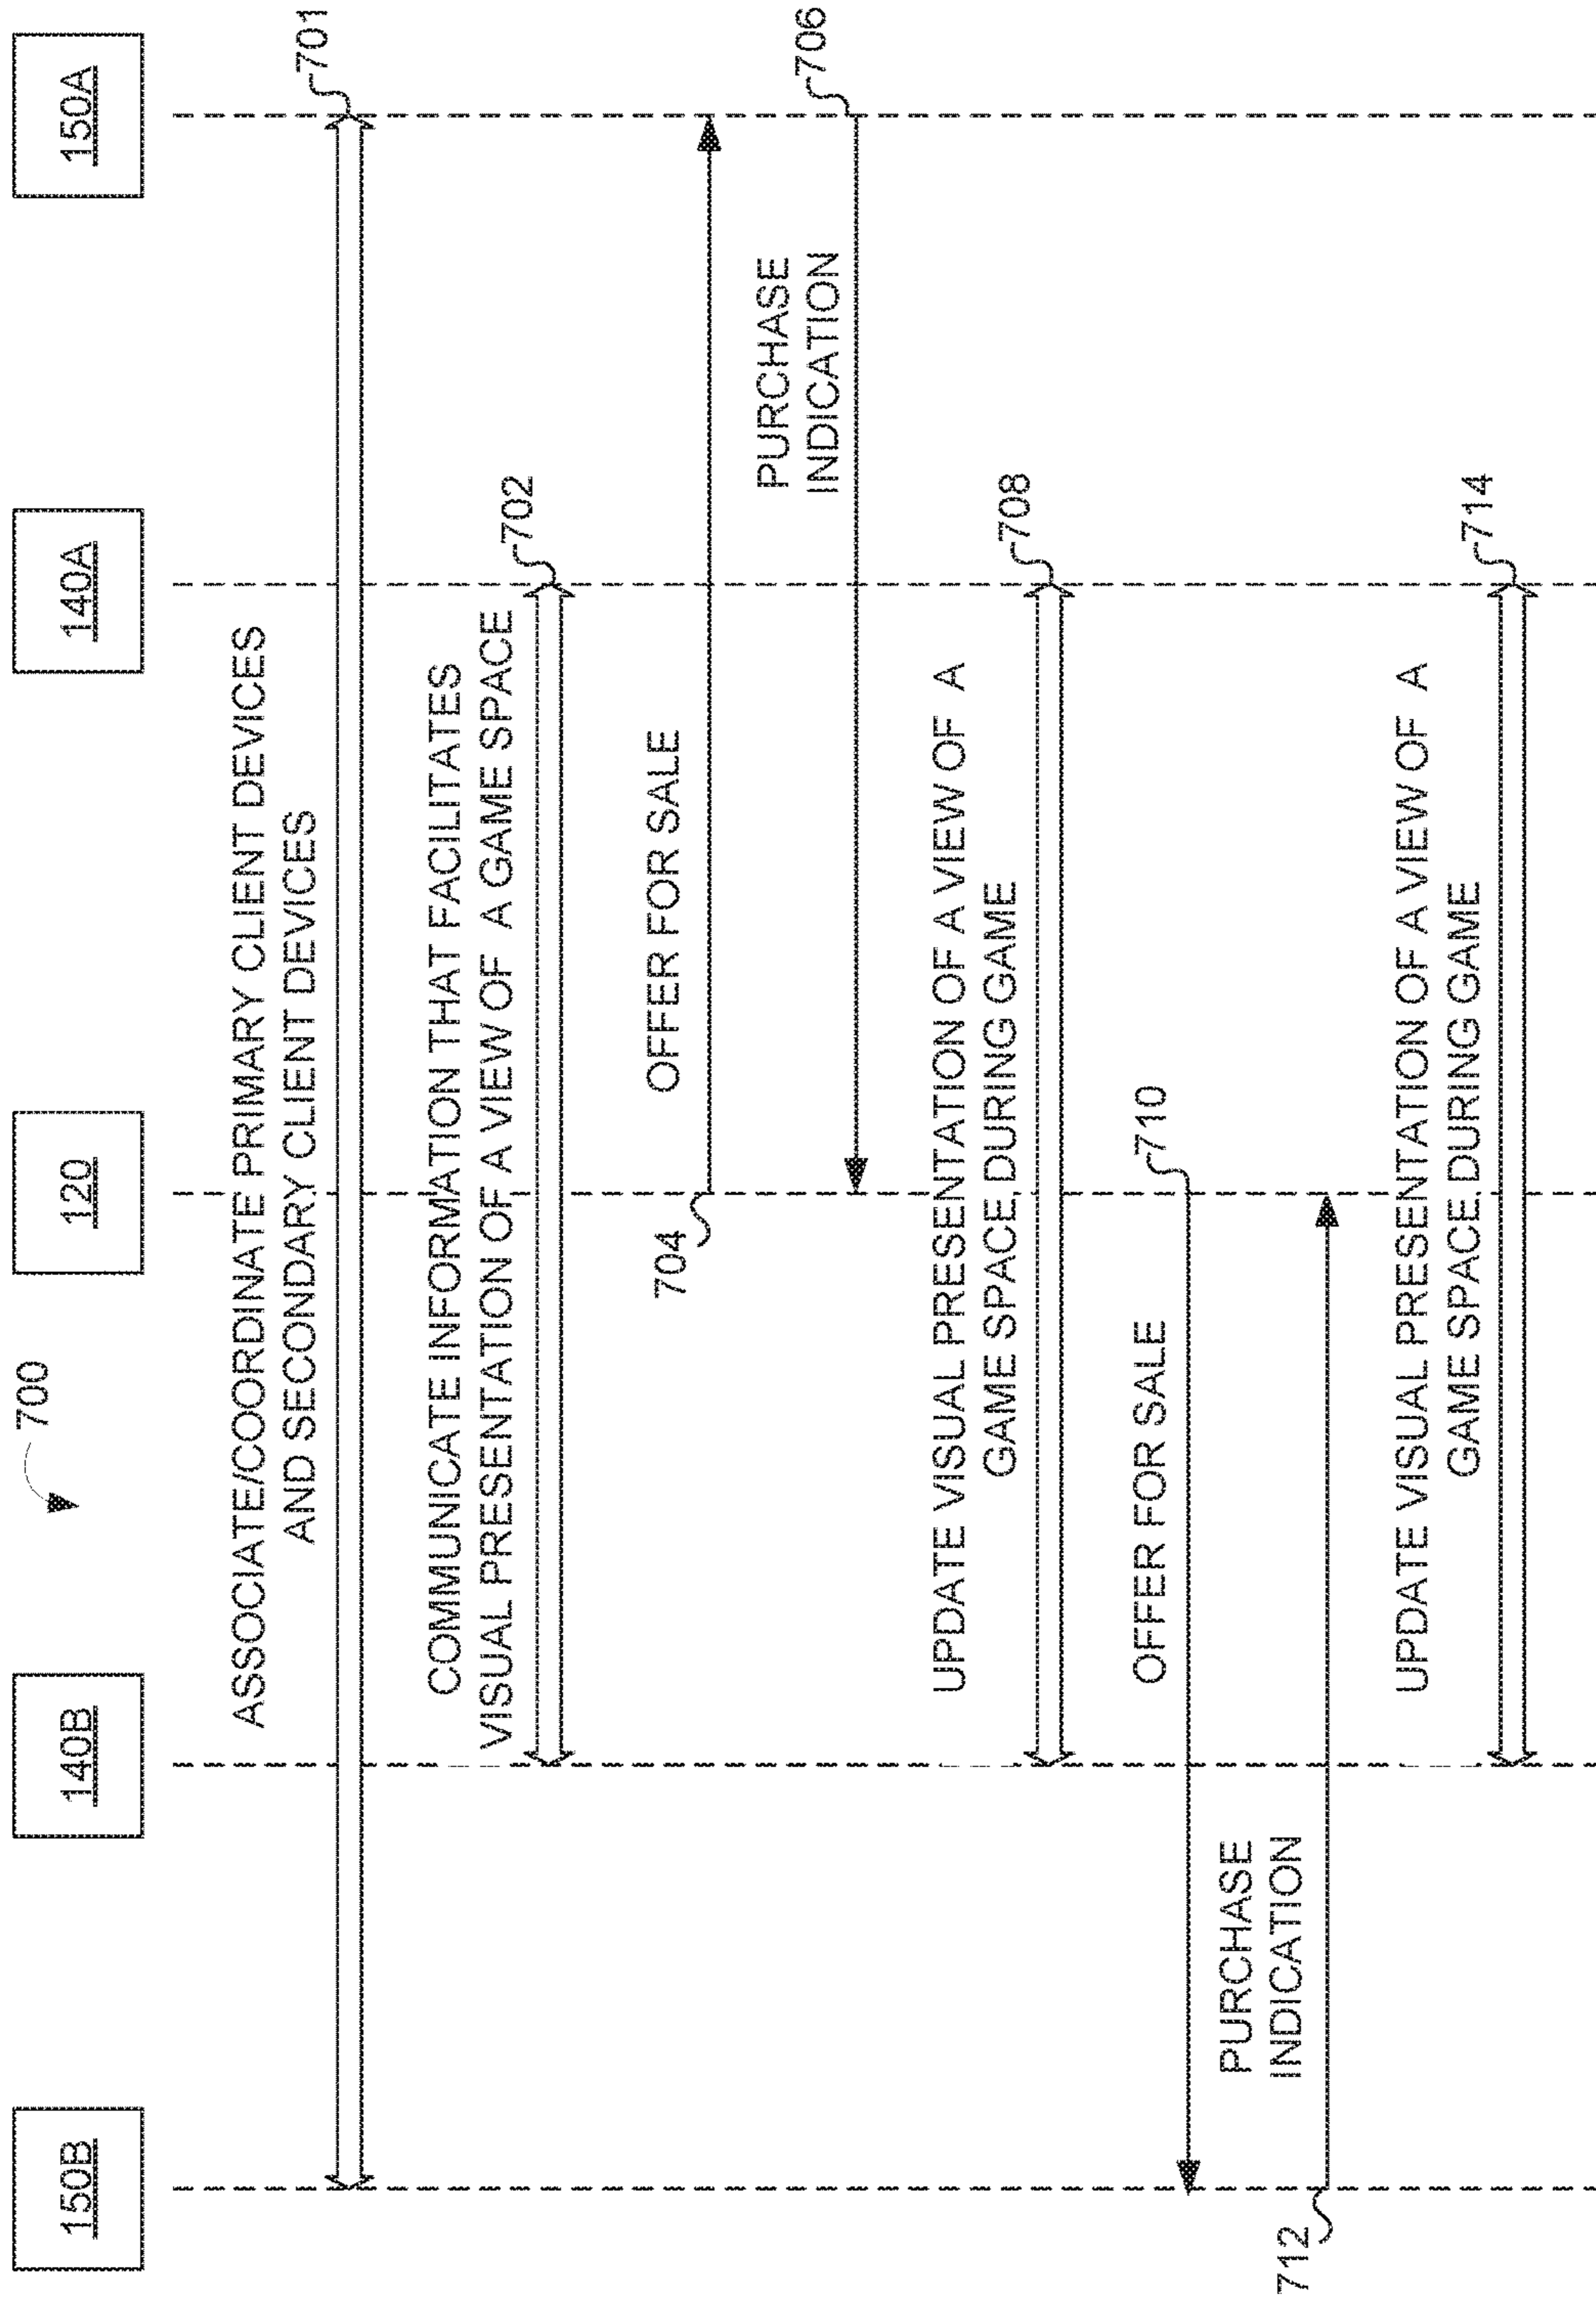 700
150B
140B
120
140A
150A
ASSOCIATE/COORDINATE PRIMARY CLIENT DEVICES
AND SECONDARY CLIENT DEVICES
701
COMMUNICATE INFORMATION THAT FACILITATES
VISUAL PRESENTATION OF A VIEW OF A GAME SPACE
702
704
OFFER FOR SALE
PURCHASE
INDICATION
706
UPDATE VISUAL PRESENTATION OF A VIEW OF A
GAME SPACE DURING GAME
708
OFFER FOR SALE
710
PURCHASE
INDICATION
712
UPDATE VISUAL PRESENTATION OF A VIEW OF A
GAME SPACE DURING GAME
714